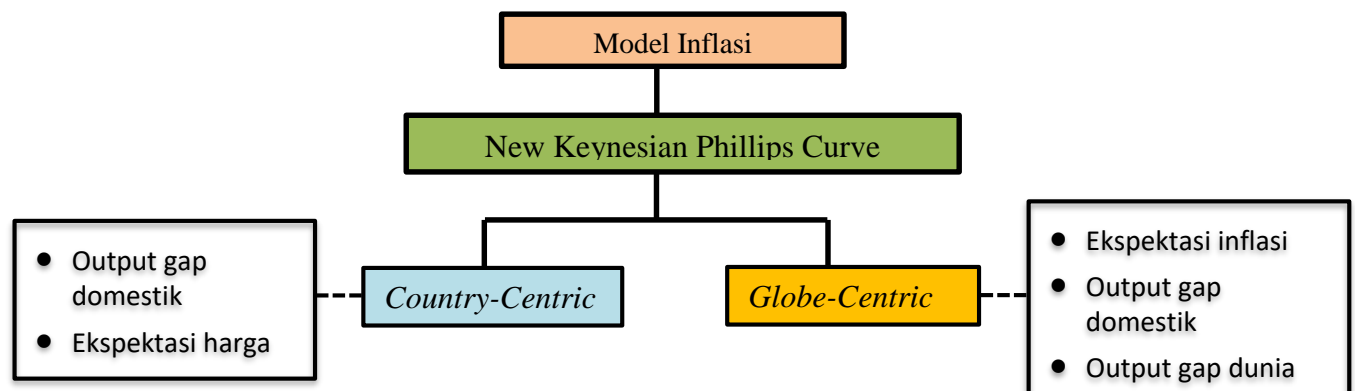 Model Inflasi
New Keynesian Phillips Curve
● Output gap
domestik
● Ekspektasi harga
Country-Centric
Globe-Centric
● Ekspektasi inflasi
● Output gap
domestik
● Output gap dunia